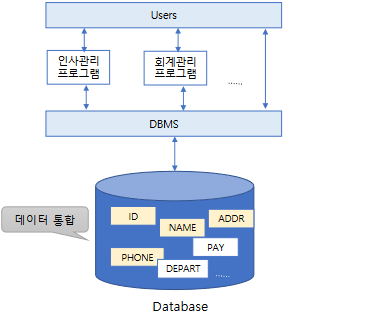 Users
인사관리
프로그램
회계관리
프로그램
......
DBMS
데이터 통합
ID
NAME
ADDR
PAY
PHONE
DEPART
......
Database